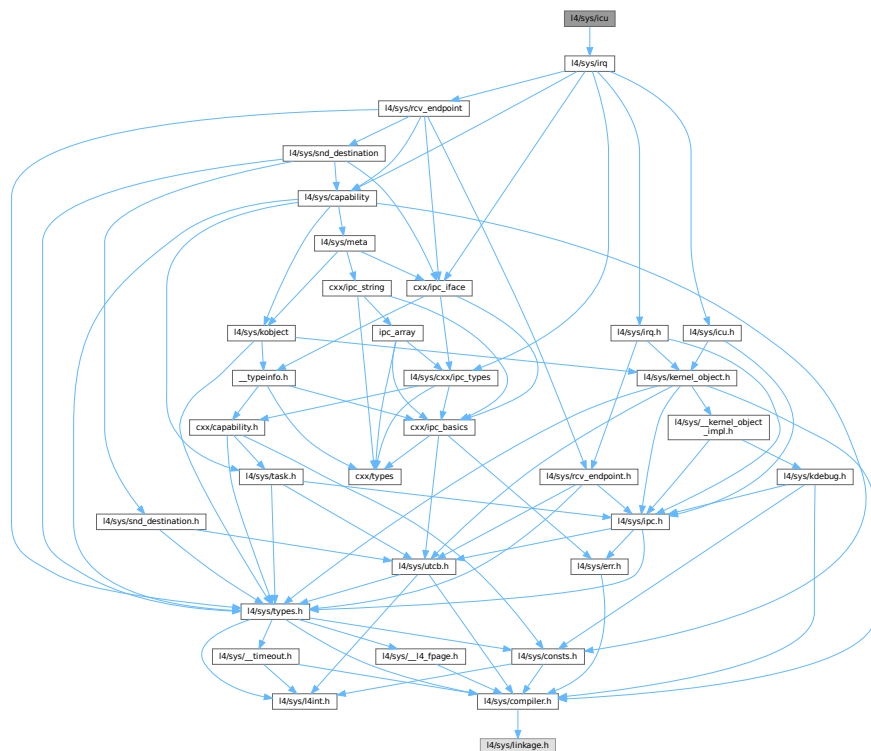 l4/sys/icu
l4/sys/irq
l4/sys/rcv_endpoint
l4/sys/snd_destination
l4/sys/capability
l4/sys/meta
cxx/ipc_string
cxx/ipc_iface
l4/sys/kobject
ipc_array
l4/sys/irq.h
l4/sys/icu.h
__typeinfo.h
l4/sys/cxx/ipc_types
l4/sys/kernel_object.h
cxx/capability.h
cxx/ipc_basics
l4/sys/__kernel_object
_impl.h
l4/sys/task.h
cxx/types
l4/sys/rcv_endpoint.h
l4/sys/kdebug.h
l4/sys/snd_destination.h
l4/sys/ipc.h
l4/sys/utcb.h
l4/sys/err.h
l4/sys/types.h
l4/sys/__timeout.h
l4/sys/__l4_fpage.h
l4/sys/consts.h
l4/sys/l4int.h
l4/sys/compiler.h
l4/sys/linkage.h